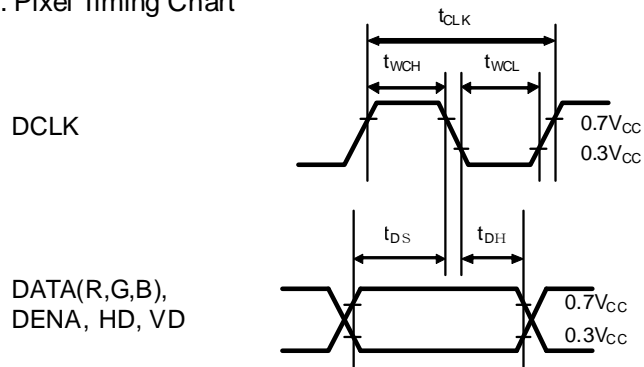 . Pixel Timing Chart
tCLK
tWCH
tWCL
DCLK
0.7VCC
0.3VCC
tDS
tDH
DATA(R,G,B),
DENA, HD, VD
0.7VCC
0.3VCC